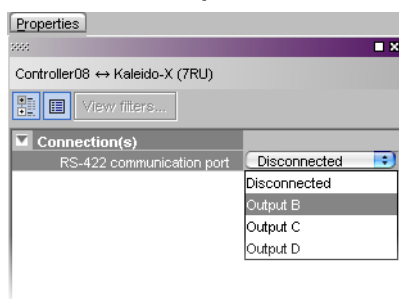 Properties
Controller08 ↔ Kaleido-X (7RU)
View filters...
Connection(s)
RS-422 communication port Disconnected
Disconnected
Output B
Output C
Output D